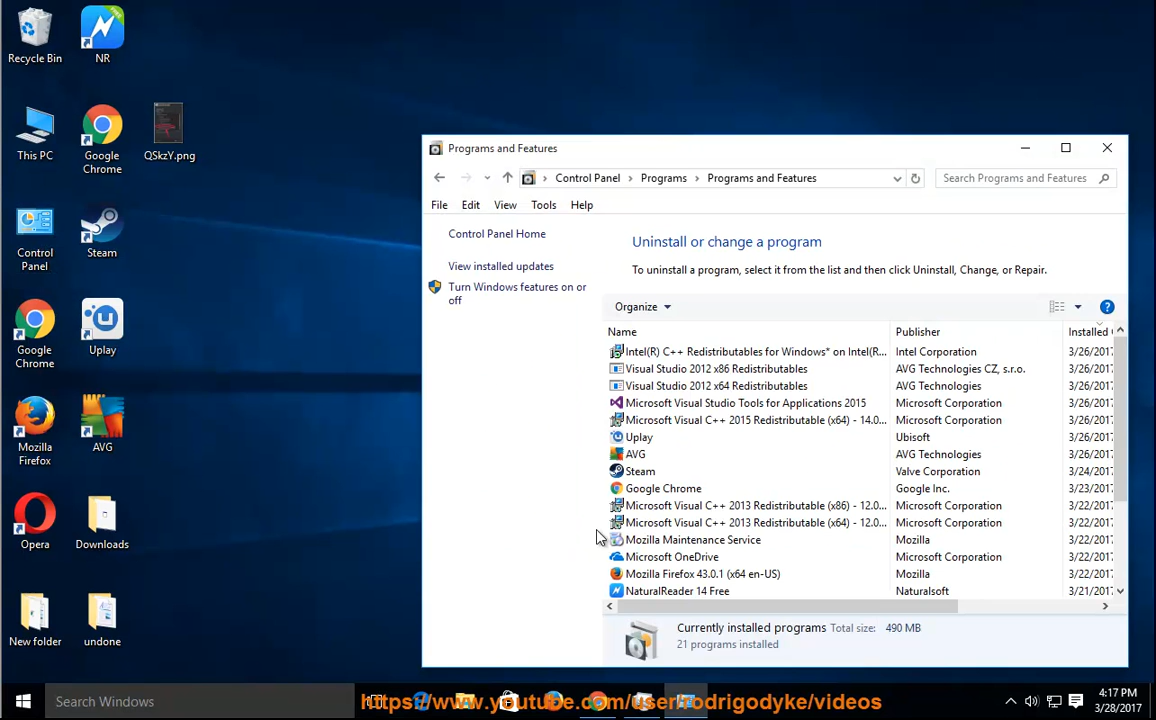 Recycle Bin
NR
This PC
Google
Chrome
QSkzY.png
Control
Panel
Steam
Google
Chrome
Uplay
Mozilla
Firefox
AVG
Opera
Downloads
New folder
undone
Programs and Features
Control Panel > Programs > Programs and Features
Search Programs and Features
File Edit View Tools Help
Control Panel Home
View installed updates
Turn Windows features on or
off
Uninstall or change a program
To uninstall a program, select it from the list and then click Uninstall, Change, or Repair.
Organize
Name Publisher Installed
Intel(R) C++ Redistributables for Windows* on Intel(R... Intel Corporation 3/26/2017
Visual Studio 2012 x86 Redistributables AVG Technologies CZ, s.r.o. 3/26/2017
Visual Studio 2012 x64 Redistributables AVG Technologies 3/26/2017
Microsoft Visual Studio Tools for Applications 2015 Microsoft Corporation 3/26/2017
Microsoft Visual C++ 2015 Redistributable (x64) - 14.0... Microsoft Corporation 3/26/2017
Uplay Ubisoft 3/26/2017
AVG AVG Technologies 3/26/2017
Steam Valve Corporation 3/24/2017
Google Chrome Google Inc. 3/23/2017
Microsoft Visual C++ 2013 Redistributable (x86) - 12.0... Microsoft Corporation 3/22/2017
Microsoft Visual C++ 2013 Redistributable (x64) - 12.0... Microsoft Corporation 3/22/2017
Mozilla Maintenance Service Mozilla 3/22/2017
Microsoft OneDrive Microsoft Corporation 3/22/2017
Mozilla Firefox 43.0.1 (x64 en-US) Mozilla 3/22/2017
NaturalReader 14 Free Naturalsoft 3/21/2017
Currently installed programs Total size: 490 MB
21 programs installed
Search Windows
https://www.youtube.com/user/rodrigodyke/videos
4:17 PM
3/28/2017